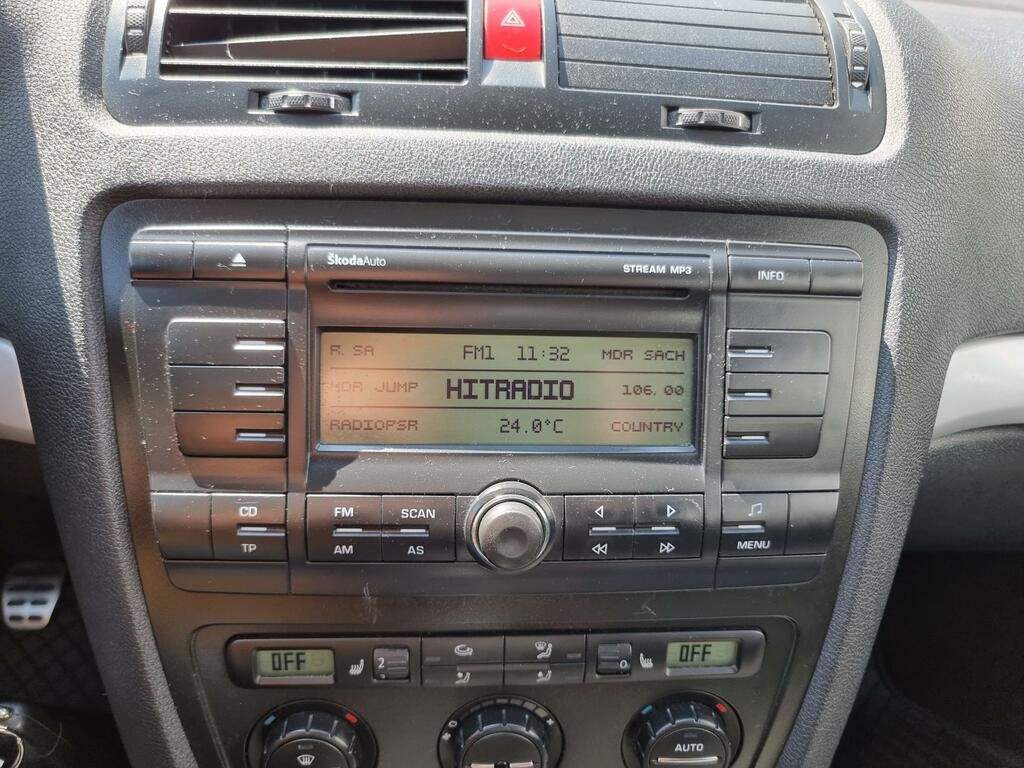 ŠkodaAuto STREAM MP3 INFO
R. SA FM1 11:32 MDR SACH
MDR JUMP HITRADIO 106.00
RADIOPSR 24.0°C COUNTRY
CD FM SCAN
TP AM AS MENU
OFF 2 0 OFF
AUTO